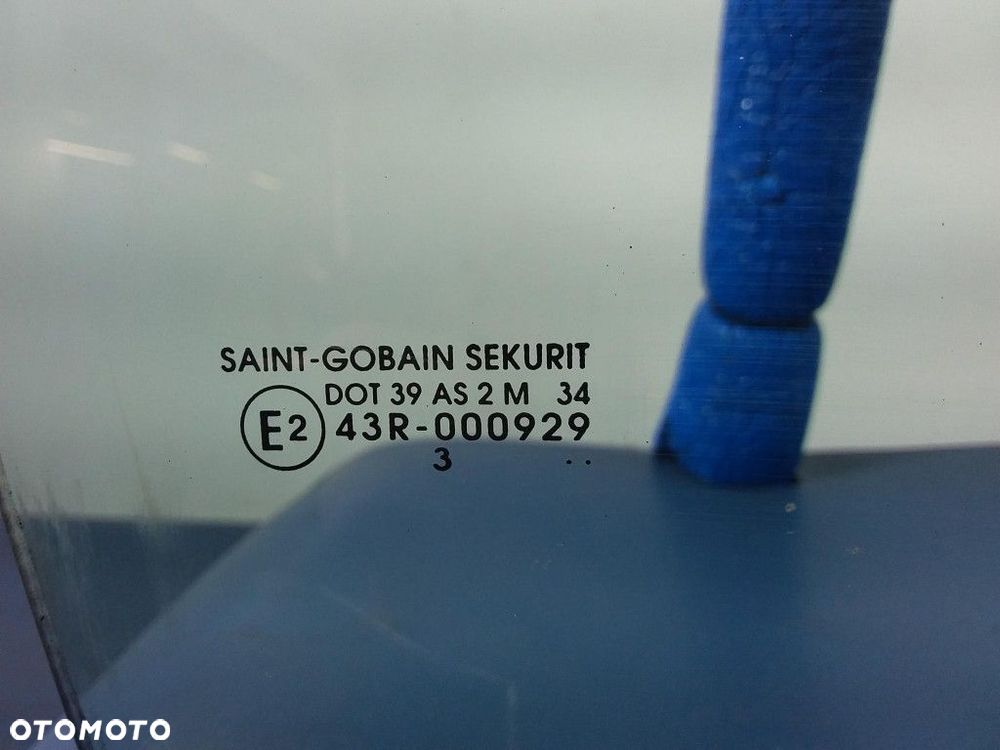 SAINT-GOBAIN SEKURIT
DOT 39 AS 2 M 34
E2 43R-000929
3 ..
OTOMOTO